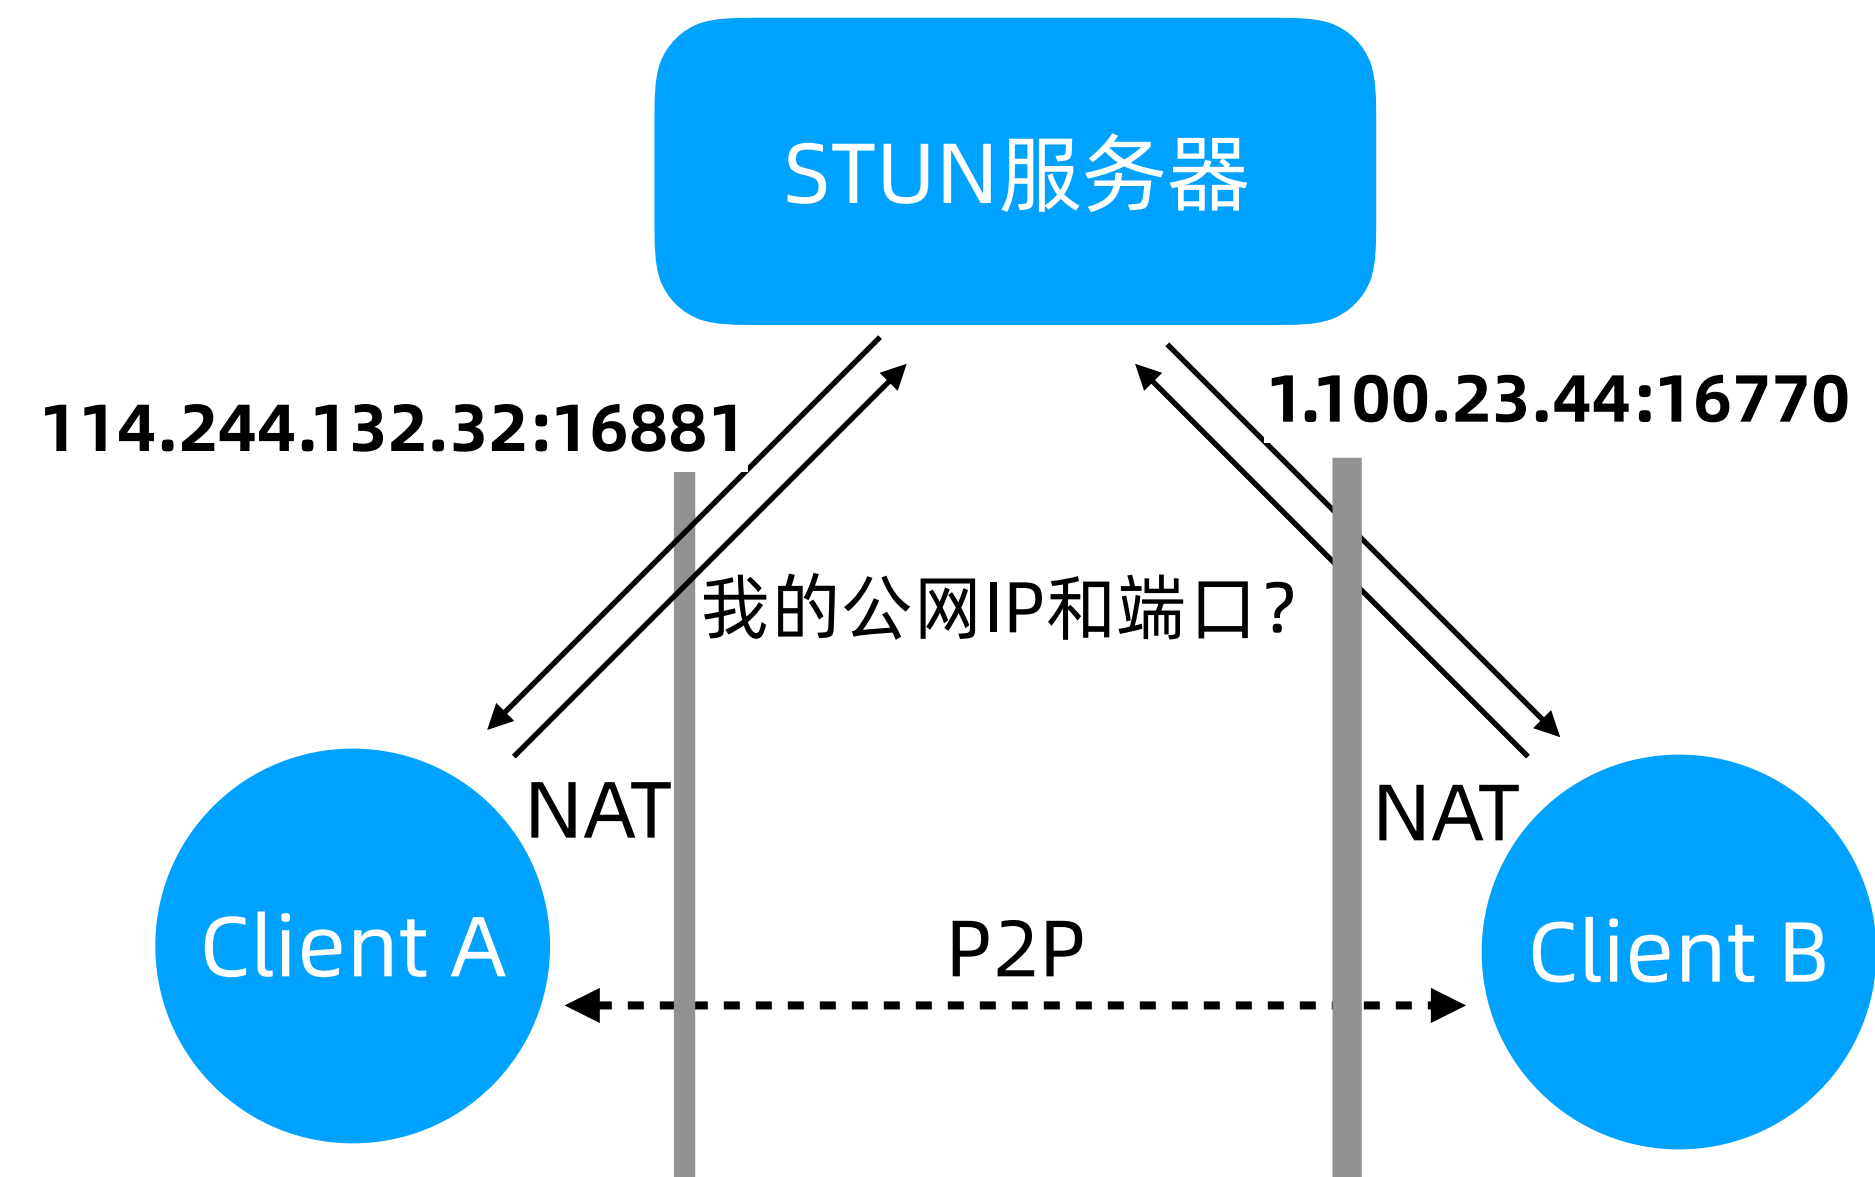 STUN服务器
114.244.132.32:16881
1.100.23.44:16770
我的公网IP和端口？
NAT
NAT
P2P
Client A
Client B